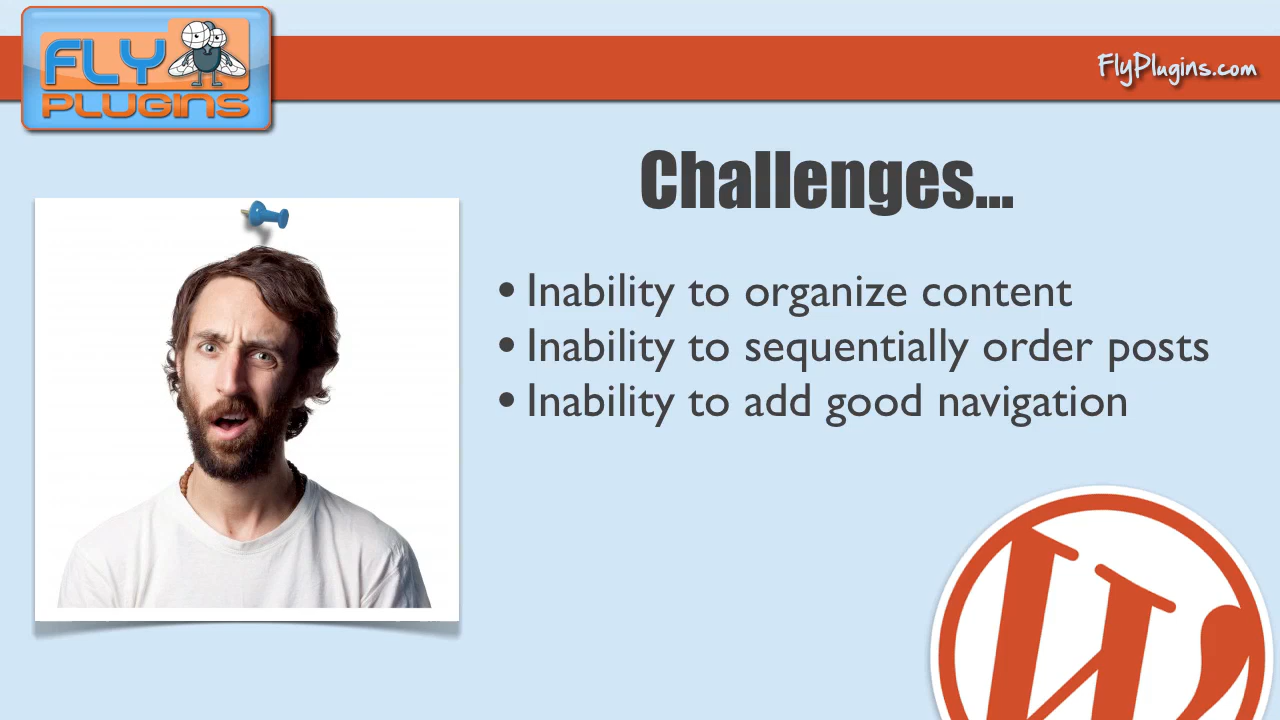 FLY
PLUGINS
FlyPlugins.com
Challenges...
• Inability to organize content
• Inability to sequentially order posts
• Inability to add good navigation